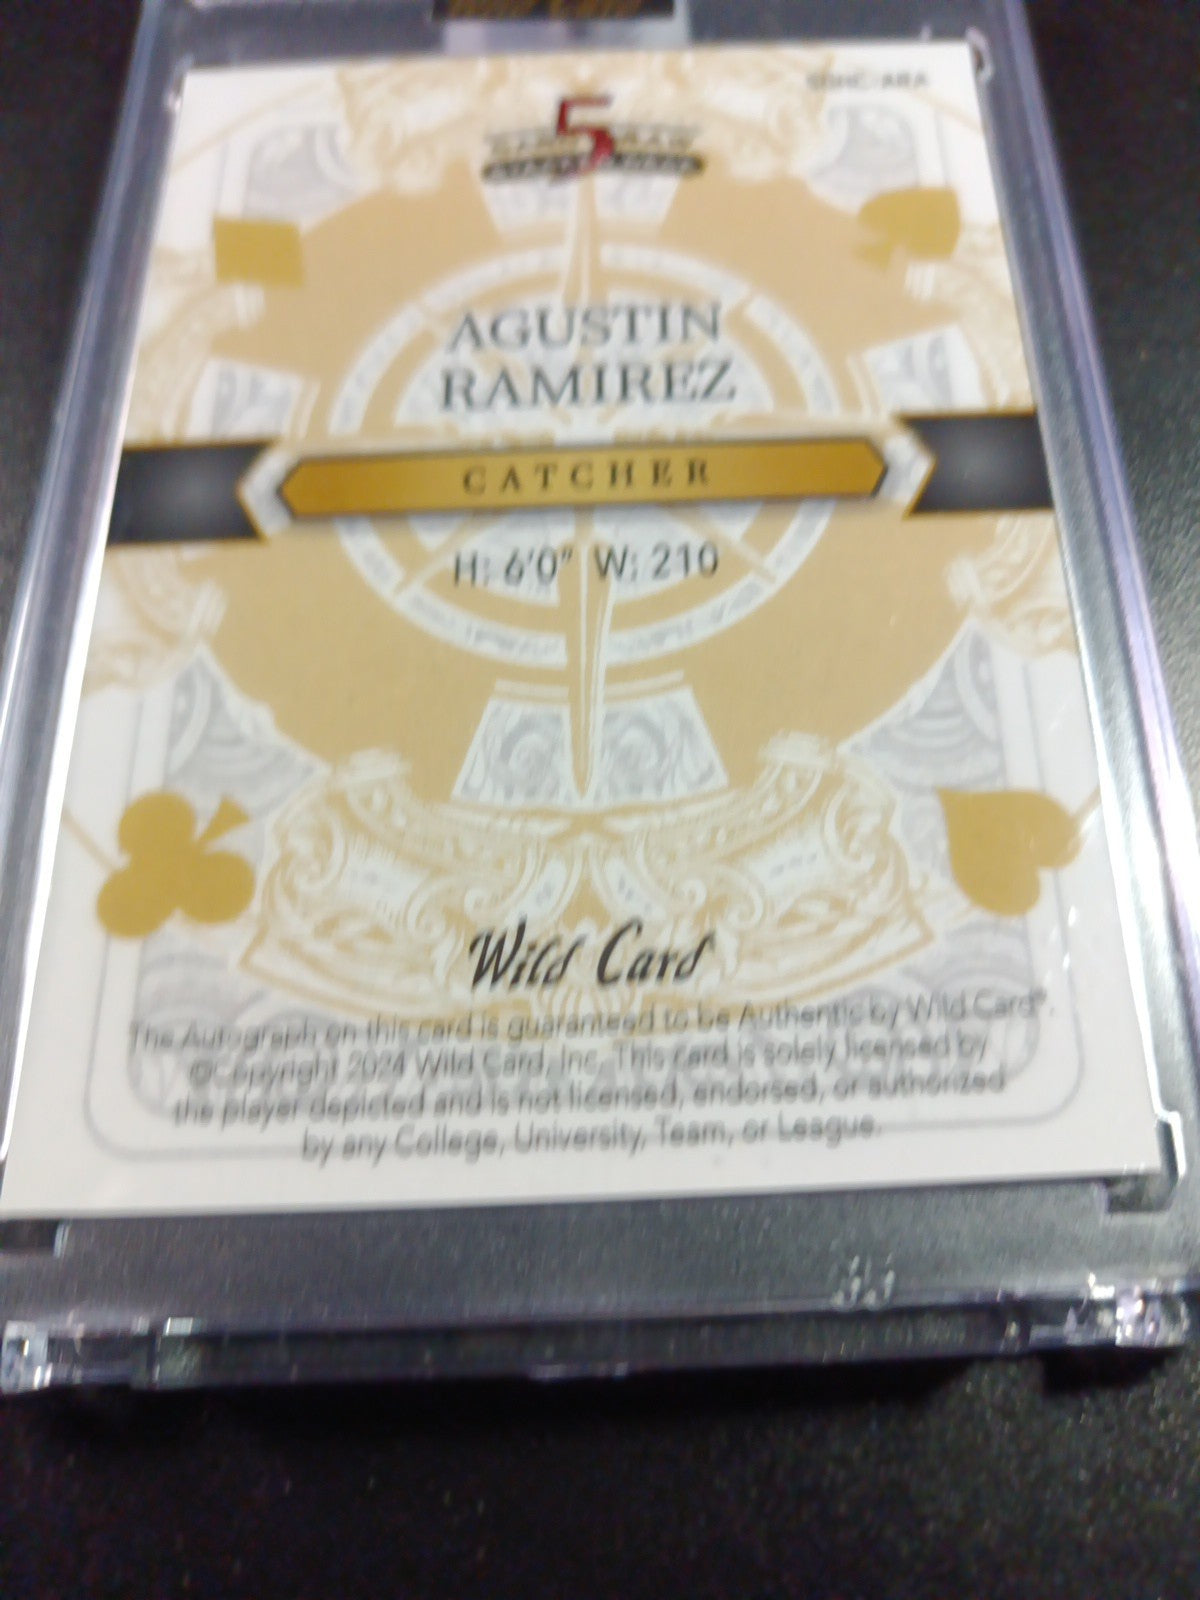 5
AGUSTIN
RAMIREZ
CATCHER
H: 6'0" W: 210
Wild Card
The Autograph on this card is guaranteed to be Authentic by Wild Card®.
©Copyright 2024 Wild Card, Inc. This card is solely licensed by
the player depicted and is not licensed, endorsed, or authorized
by any College, University, Team, or League.